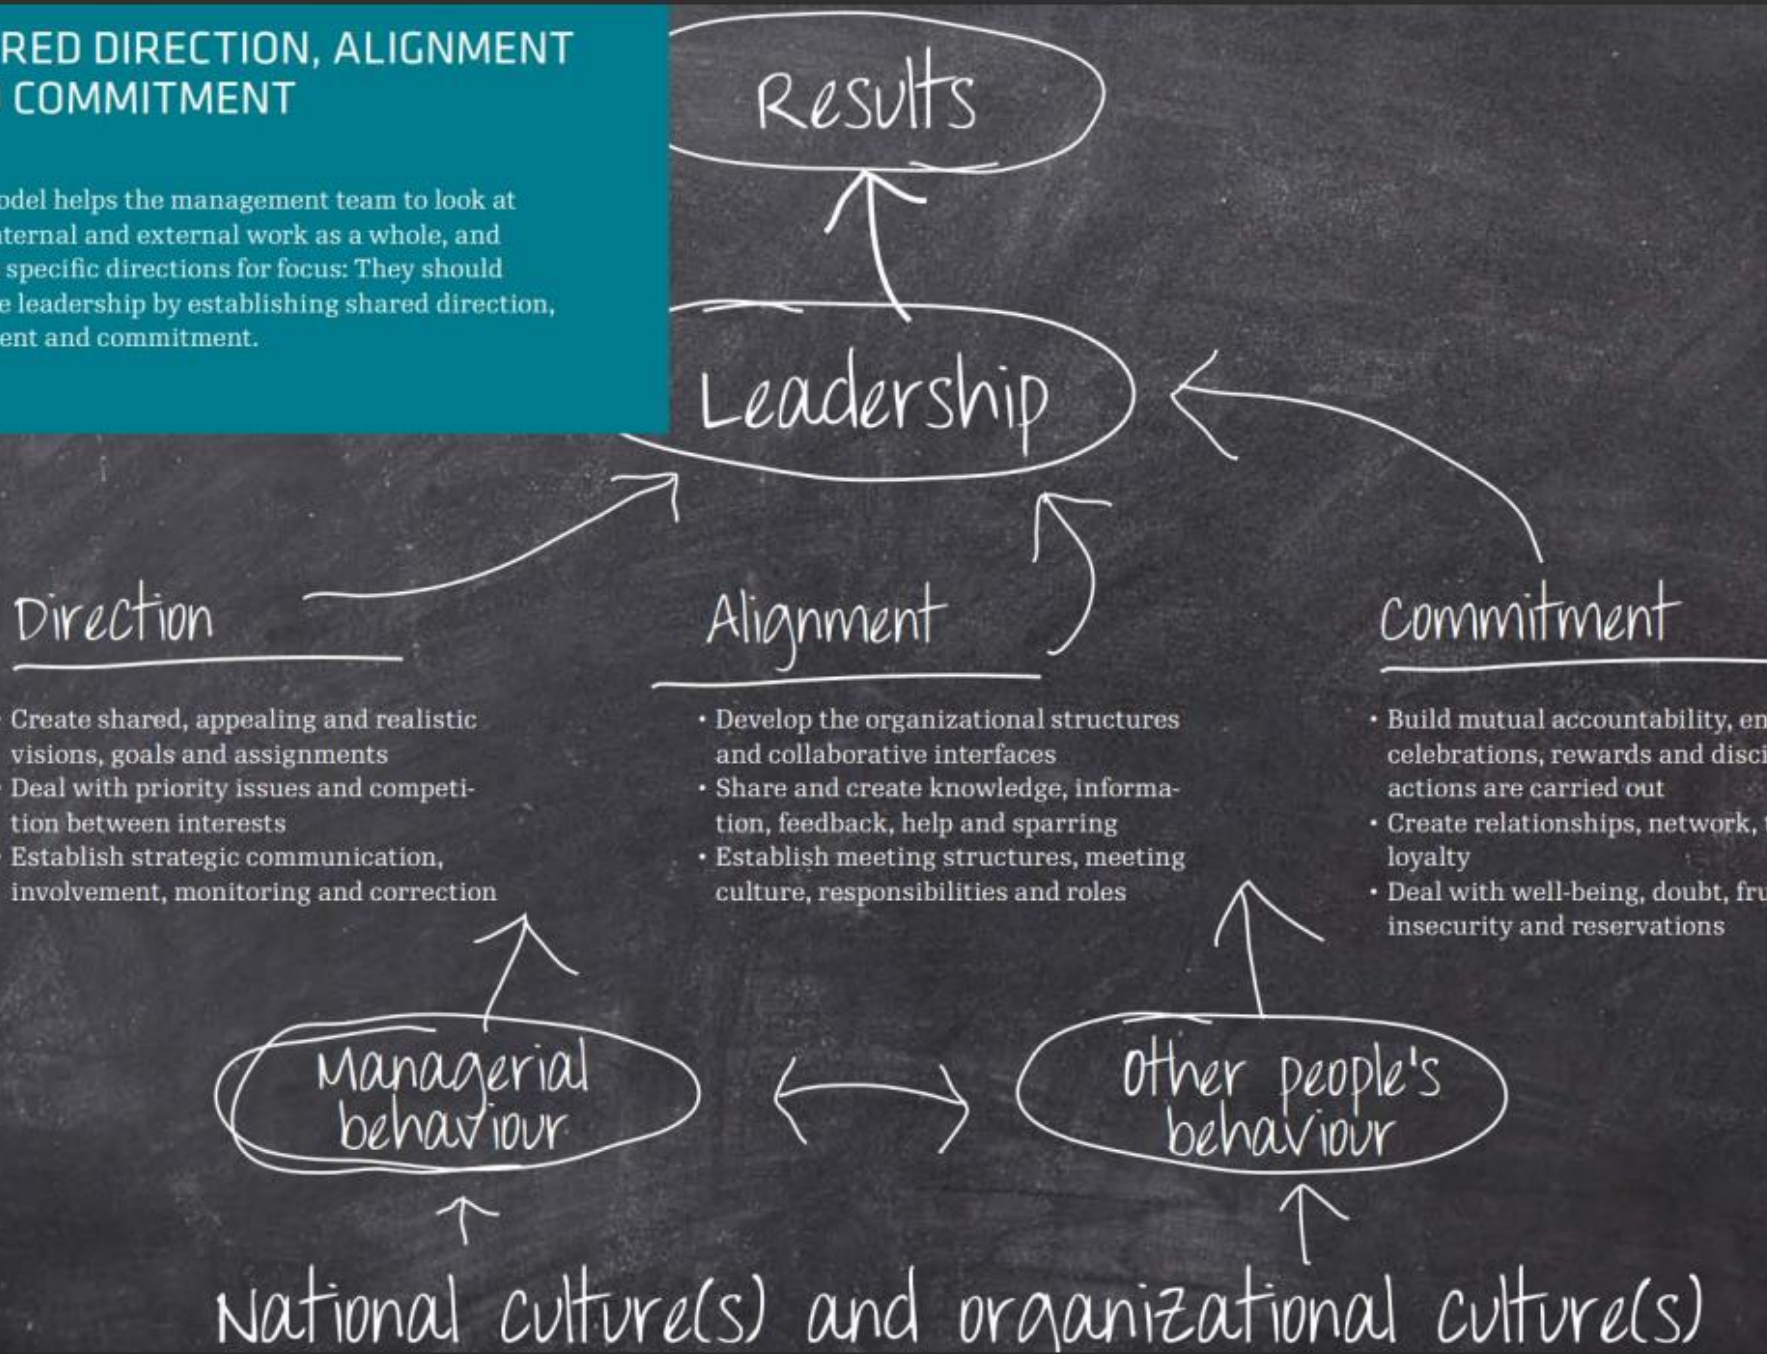 RED DIRECTION, ALIGNMENT
COMMITMENT
odel helps the management team to look at
ternal and external work as a whole, and
specific directions for focus: They should
e leadership by establishing shared direction,
ent and commitment.
Results
Leadership
Direction
• Create shared, appealing and realistic
visions, goals and assignments
Deal with priority issues and competi-
tion between interests
Establish strategic communication,
involvement, monitoring and correction
Alignment
• Develop the organizational structures
and collaborative interfaces
• Share and create knowledge, informa-
tion, feedback, help and sparring
• Establish meeting structures, meeting
culture, responsibilities and roles
Commitment
• Build mutual accountability, en
celebrations, rewards and disci
actions are carried out
• Create relationships, network,
loyalty
• Deal with well-being, doubt, fru
insecurity and reservations
Managerial
behaviour
Other people's
behaviour
National culture(s) and organizational culture(s)